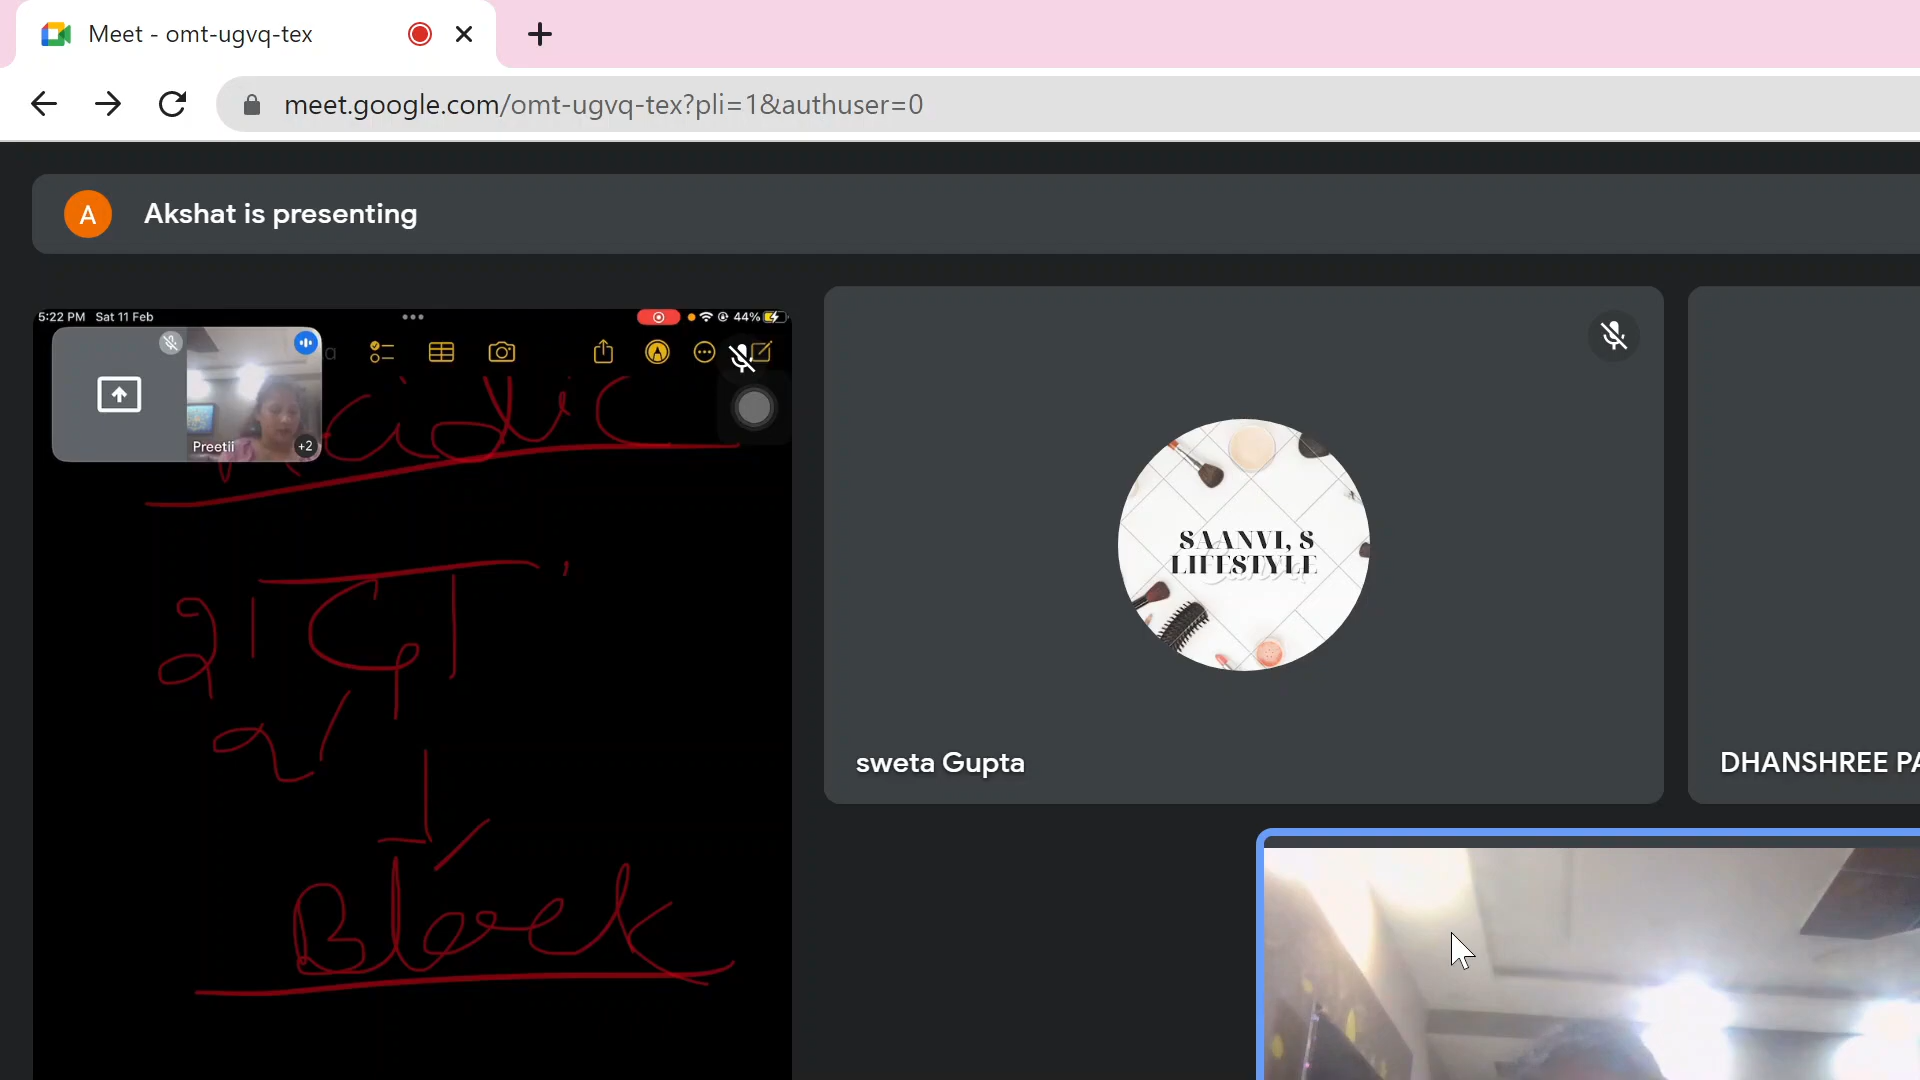 Meet - omt-ugvq-tex
meet.google.com/omt-ugvq-tex?pli=1&authuser=0
A
Akshat is presenting
5:22 PM Sat 11 Feb
44%
Preetii
+2
SAANVI, S
LIFESTYLE
sweta Gupta
DHANSHREE PA
Block